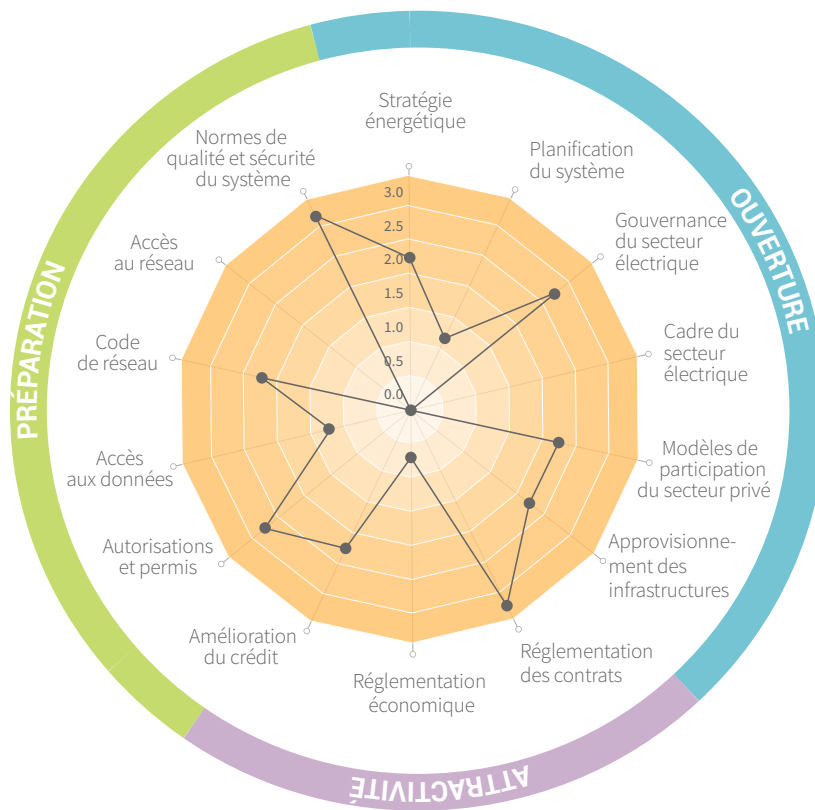 Stratégie
énergétique
Planification
du système
Gouvernance
du secteur
électrique
Cadre du
secteur
électrique
Modèles de
participation
du secteur privé
Approvisionne-
ment des
infrastructures
Réglementation
des contrats
Réglementation
économique
Amélioration
du crédit
Autorisations
et permis
Accès
aux données
Code
de réseau
Accès
au réseau
Normes de
qualité et sécurité
du système
3.0
2.5
2.0
1.5
1.0
0.5
0.0
OUVERTURE
ATTRACTIVITÉ
PRÉPARATION